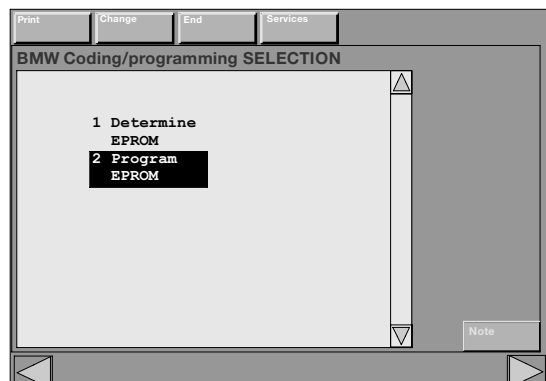 Print Change End Services
BMW Coding/programming SELECTION
1 Determine
EPROM
2 Program
EPROM
Note